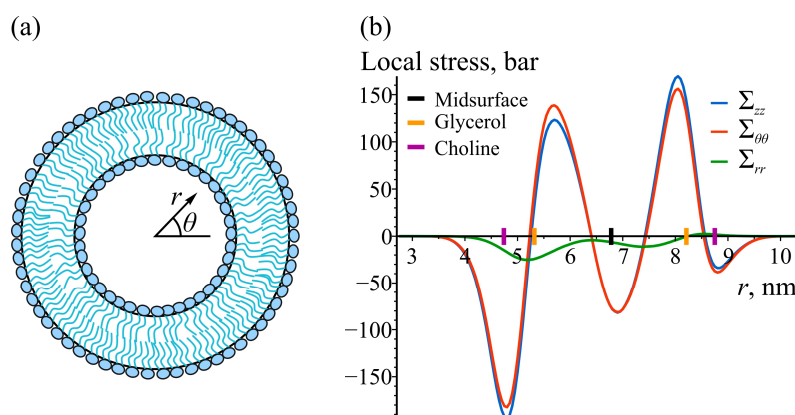 (a)
r
θ
(b)
Local stress, bar
150
100
50
0
−50
−100
−150
3 4 5 6 7 8 9 10
r, nm
Midsurface
Glycerol
Choline
Σzz
Σθθ
Σrr